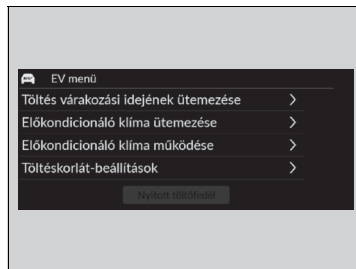 EV menü
Töltés várakozási idejének ütemezése
Előkondicionáló klíma ütemezése
Előkondicionáló klíma működése
Töltéskorlát-beállítások
Nyitott töltőfedél